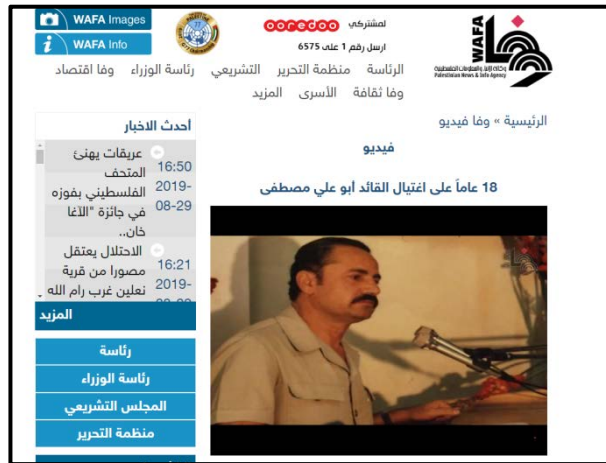 WAFA Images
WAFA Info
ooredoo لمشتركي
ارسل رقم 1 على 6575
WAFA
Palestinian News & Info Agency
الرئاسة منظمة التحرير التشريعي رئاسة الوزراء وفا اقتصاد
وفا ثقافة الأسرى المزيد
الرئيسية » وفا فيديو
فيديو
18 عاماً على اغتيال القائد أبو علي مصطفى
أحدث الاخبار
عريقات يهنئ
16:50
المتحف
2019-
الفلسطيني بفوزه
08-29
في جائزة "الآغا
خان..
الاحتلال يعتقل
16:21
مصورا من قرية
2019-
نعلين غرب رام الله
المزيد
رئاسة
رئاسة الوزراء
المجلس التشريعي
منظمة التحرير